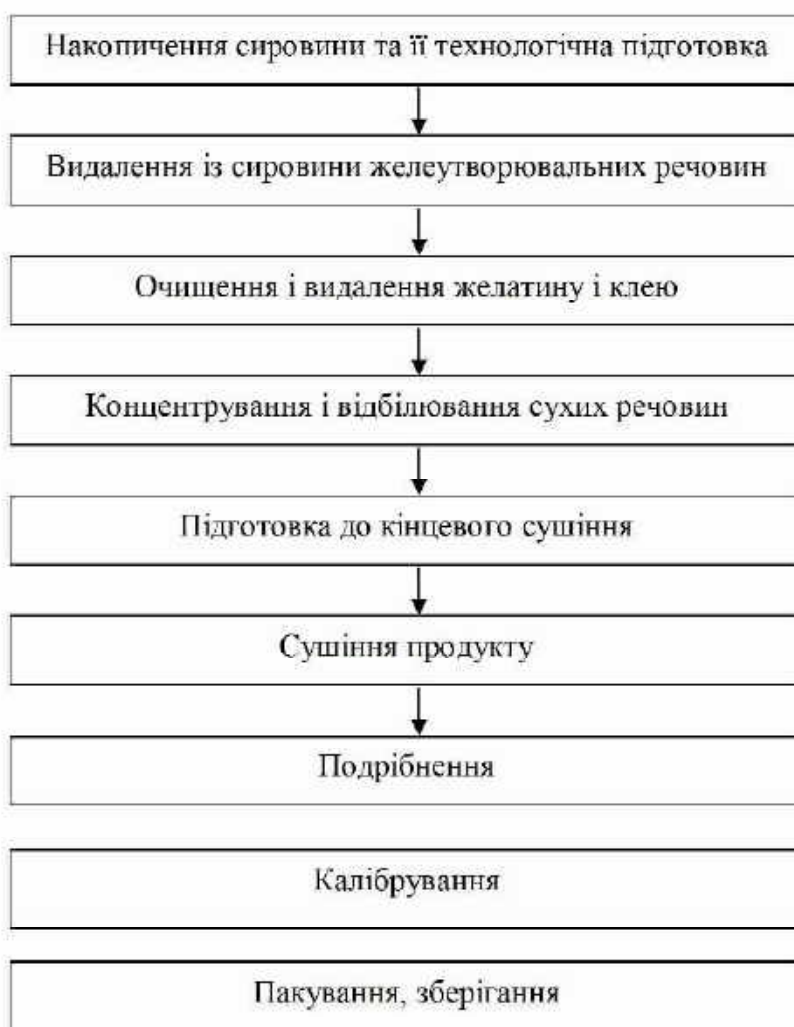 Накопичення сировини та її технологічна підготовка
Видалення із сировини желеутворювальних речовин
Очищення і видалення желатину і клею
Концентрування і відбілювання сухих речовин
Підготовка до кінцевого сушіння
Сушіння продукту
Подрібнення
Калібрування
Пакування, зберігання